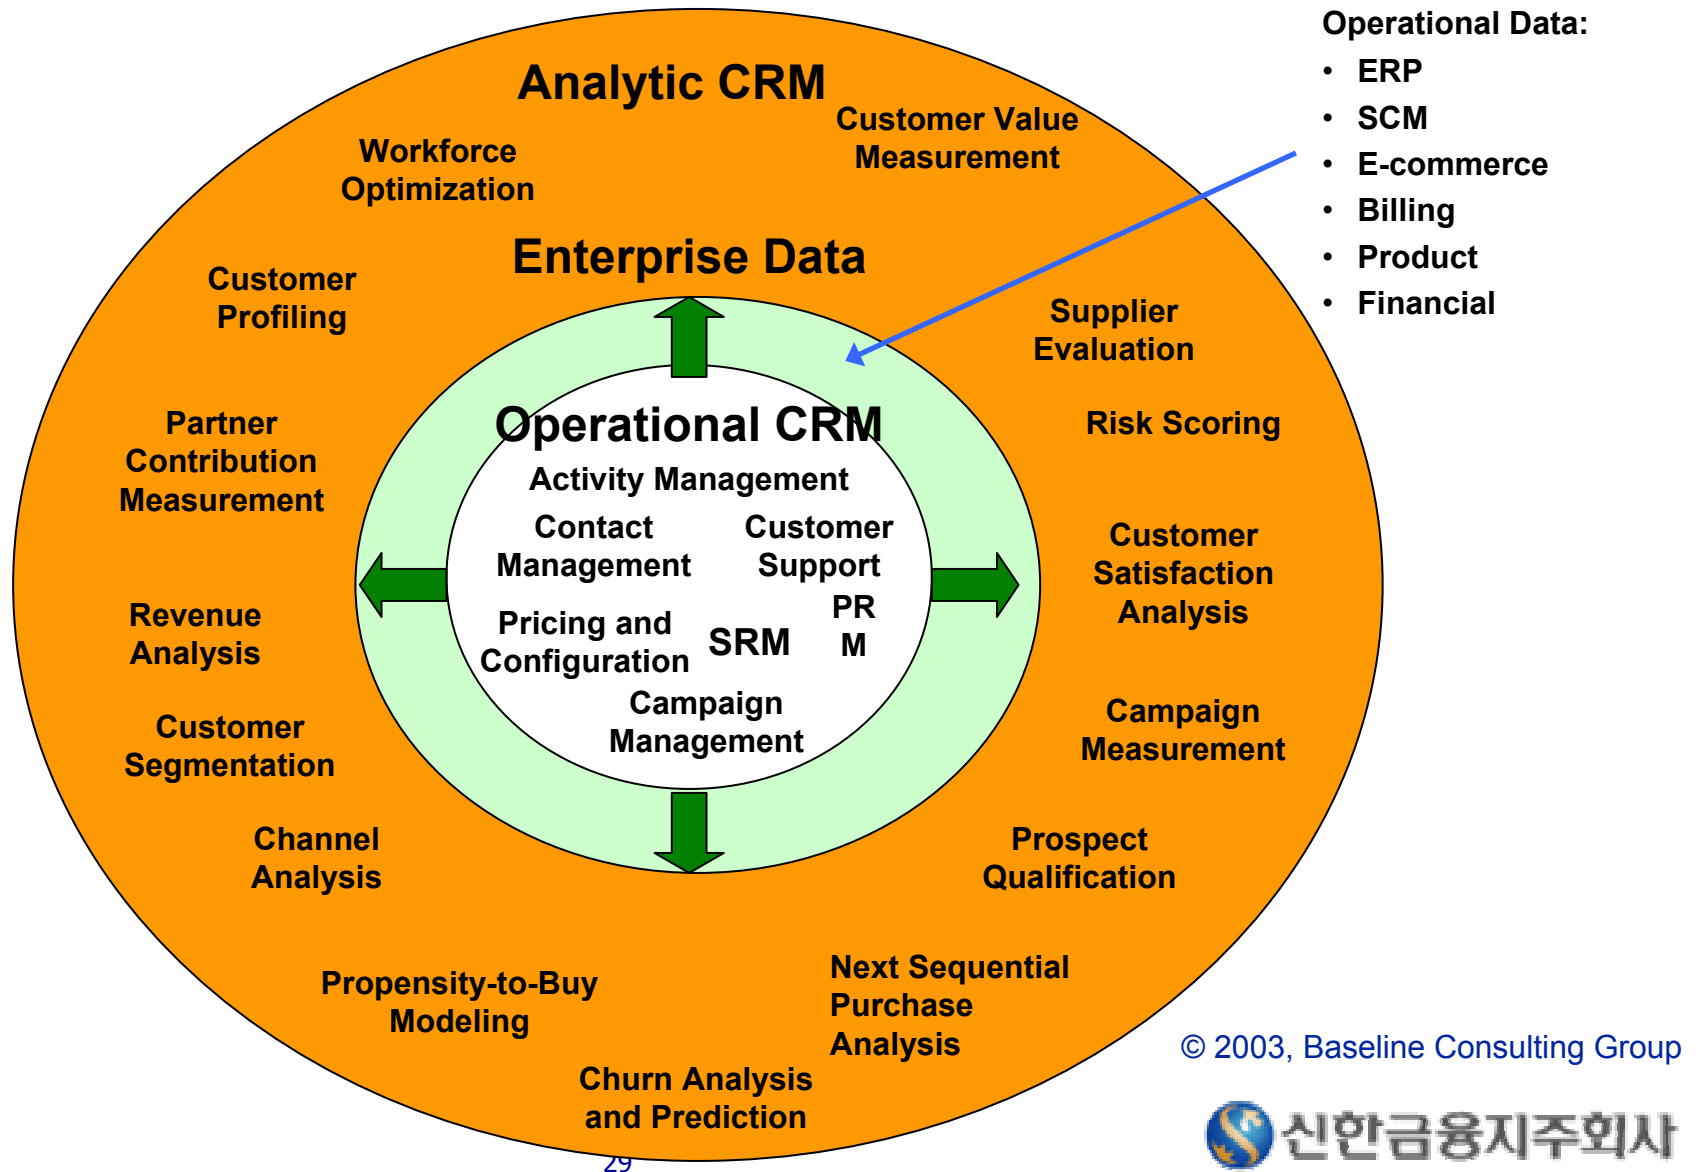 Operational Data:
• ERP
• SCM
• E-commerce
• Billing
• Product
• Financial
Analytic CRM
Customer Value
Measurement
Workforce
Optimization
Enterprise Data
Customer
Profiling
Supplier
Evaluation
Partner
Contribution
Measurement
Risk Scoring
Operational CRM
Activity Management
Contact
Management
Customer
Support
Pricing and
Configuration
SRM
PR
M
Campaign
Management
Customer
Satisfaction
Analysis
Revenue
Analysis
Customer
Segmentation
Campaign
Measurement
Channel
Analysis
Prospect
Qualification
Propensity-to-Buy
Modeling
Next Sequential
Purchase
Analysis
Churn Analysis
and Prediction
© 2003, Baseline Consulting Group
신한금융지주회사
29